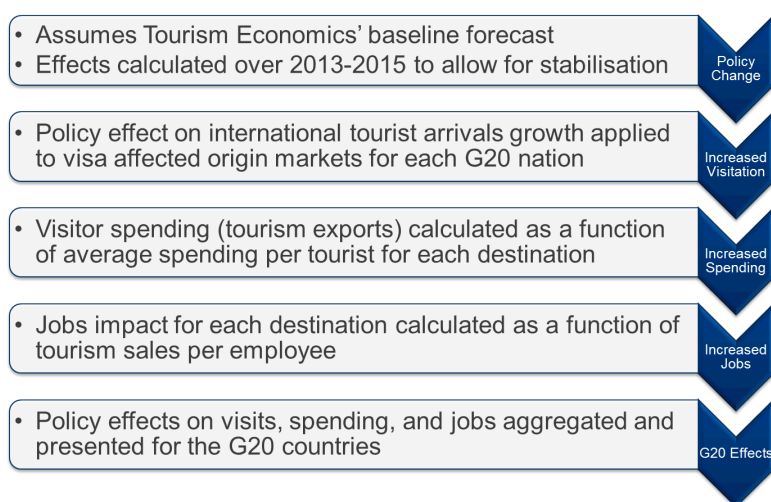 • Assumes Tourism Economics' baseline forecast
• Effects calculated over 2013-2015 to allow for stabilisation
Policy
Change
• Policy effect on international tourist arrivals growth applied
to visa affected origin markets for each G20 nation
Increased
Visitation
• Visitor spending (tourism exports) calculated as a function
of average spending per tourist for each destination
Increased
Spending
• Jobs impact for each destination calculated as a function of
tourism sales per employee
Increased
Jobs
• Policy effects on visits, spending, and jobs aggregated and
presented for the G20 countries
G20 Effects